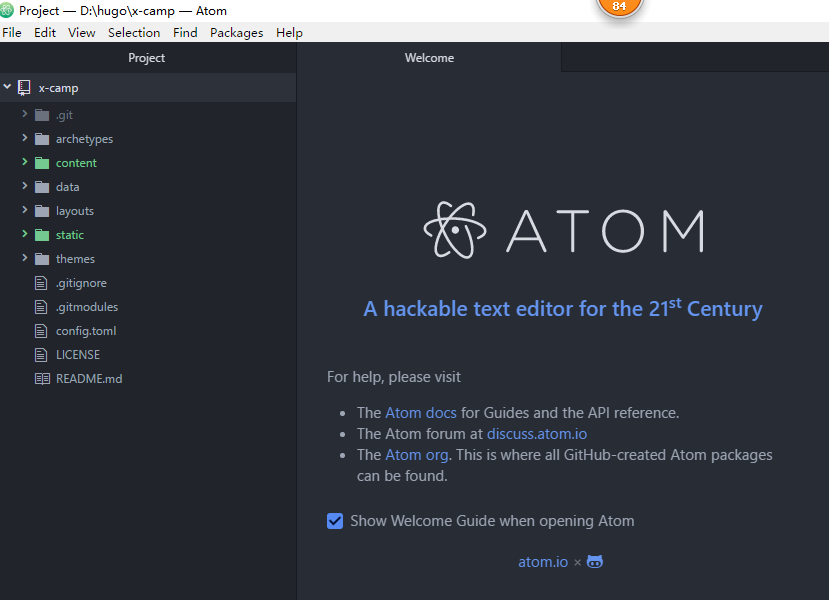 Project — D:\hugo\x-camp — Atom
84
File Edit View Selection Find Packages Help
Project
Welcome
x-camp
.git
archetypes
content
data
layouts
static
themes
.gitignore
.gitmodules
config.toml
LICENSE
README.md
ATOM
A hackable text editor for the 21st Century
For help, please visit
• The Atom docs for Guides and the API reference.
• The Atom forum at discuss.atom.io
• The Atom org. This is where all GitHub-created Atom packages
can be found.
Show Welcome Guide when opening Atom
atom.io ×